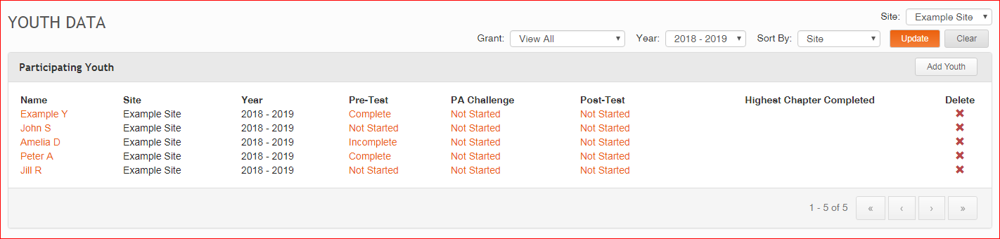 YOUTH DATA
Site: Example Site
Grant: View All Year: 2018 - 2019 Sort By: Site Update Clear
Participating Youth Add Youth
Name Site Year Pre-Test PA Challenge Post-Test Highest Chapter Completed Delete
Example Y Example Site 2018 - 2019 Complete Not Started Not Started
John S Example Site 2018 - 2019 Not Started Not Started Not Started
Amelia D Example Site 2018 - 2019 Incomplete Not Started Not Started
Peter A Example Site 2018 - 2019 Complete Not Started Not Started
Jill R Example Site 2018 - 2019 Not Started Not Started Not Started
1 - 5 of 5 « ‹ › »